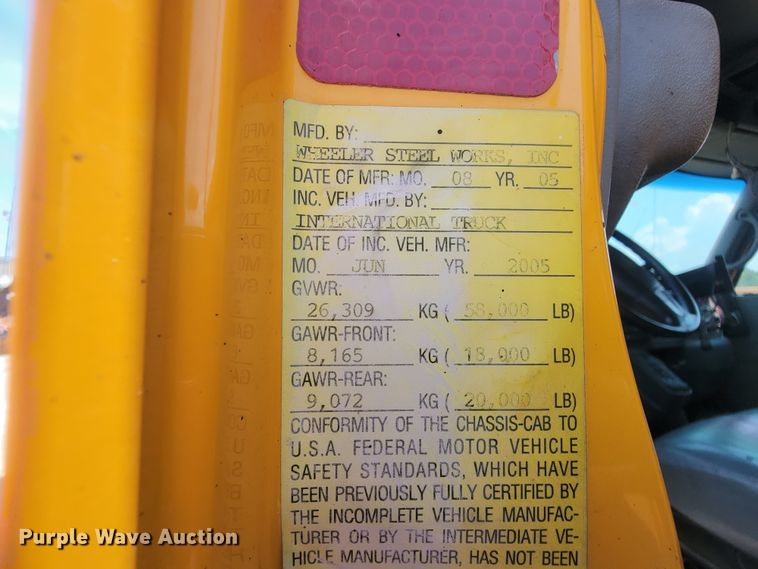 MFD. BY:
WHEELER STEEL WORKS, INC
DATE OF MFR: MO. 08 YR. 05
INC. VEH. MFD. BY:
INTERNATIONAL TRUCK
DATE OF INC. VEH. MFR:
MO. JUN YR. 2005
GVWR:
26,309 KG ( 58,000 LB)
GAWR-FRONT:
8,165 KG ( 18,000 LB)
GAWR-REAR:
9,072 KG ( 20,000 LB)
CONFORMITY OF THE CHASSIS-CAB TO
U.S.A. FEDERAL MOTOR VEHICLE
SAFETY STANDARDS, WHICH HAVE
BEEN PREVIOUSLY FULLY CERTIFIED BY
THE INCOMPLETE VEHICLE MANUFAC-
TURER OR BY THE INTERMEDIATE VE-
HICLE MANUFACTURER, HAS NOT BEEN
Purple Wave Auction